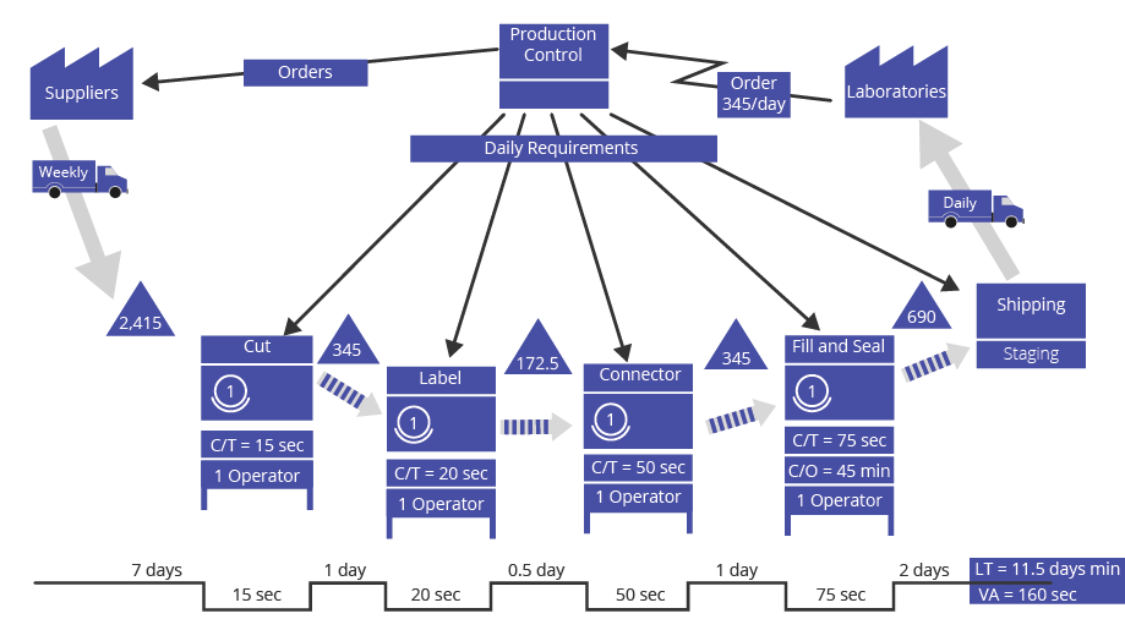 Production
Control
Suppliers
Orders
Order
345/day
Laboratories
Daily Requirements
Weekly
Daily
2,415
345
172.5
345
690
Shipping
Staging
Cut
1
C/T = 15 sec
1 Operator
Label
1
C/T = 20 sec
1 Operator
Connector
1
C/T = 50 sec
1 Operator
Fill and Seal
1
C/T = 75 sec
C/O = 45 min
1 Operator
7 days
15 sec
1 day
20 sec
0.5 day
50 sec
1 day
75 sec
2 days
LT = 11.5 days min
VA = 160 sec